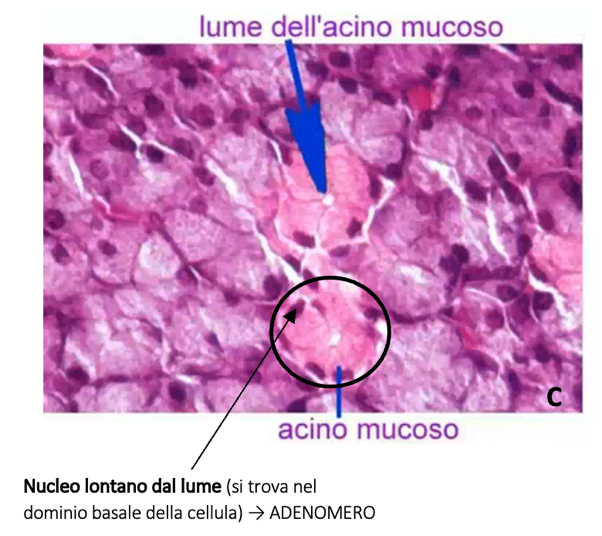 lume dell'acino mucoso
C
acino mucoso
Nucleo lontano dal lume (si trova nel
dominio basale della cellula) → ADENOMERO